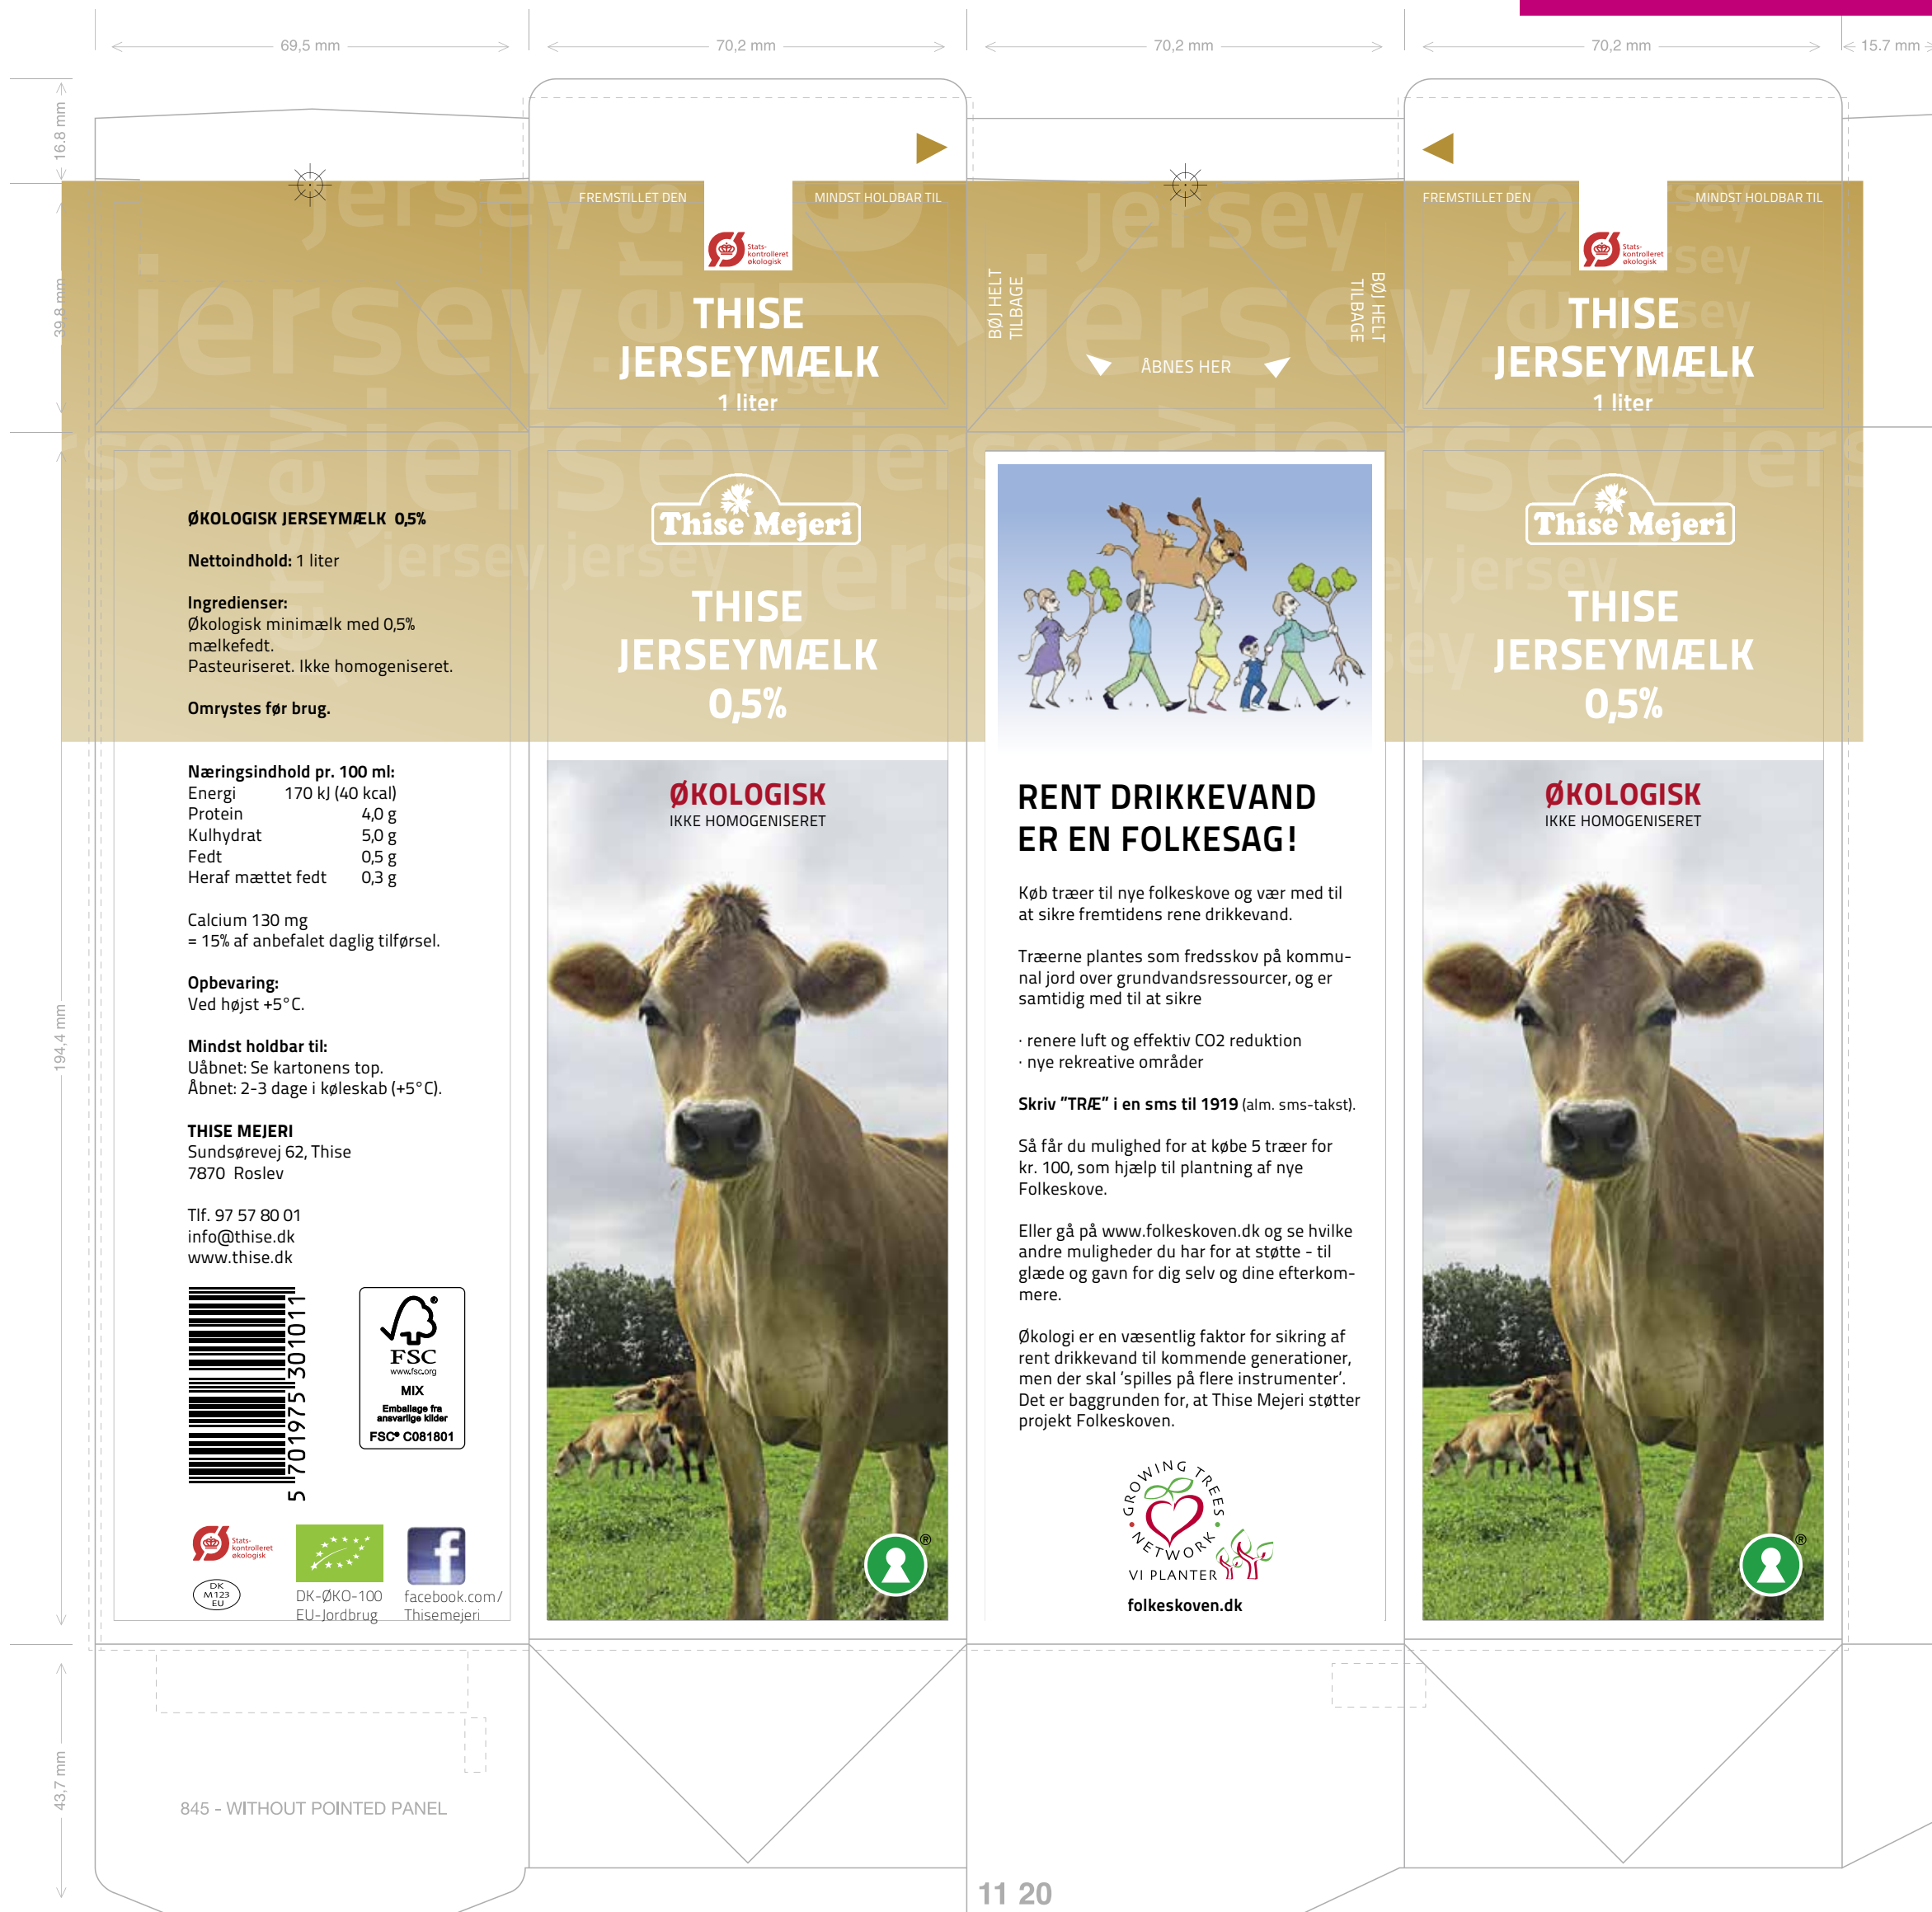 69,5 mm
70,2 mm
70,2 mm
70,2 mm
15.7 mm
16.8 mm
39,8 mm
194,4 mm
43,7 mm
jersey
jersey
jersey
jersey
jersey jersey
jersey
ØKOLOGISK JERSEYMÆLK 0,5%
Nettoindhold: 1 liter
Ingredienser:
Økologisk minimælk med 0,5%
mælkefedt.
Pasteuriseret. Ikke homogeniseret.
Omrystes før brug.
Næringsindhold pr. 100 ml:
Energi 170 kJ (40 kcal)
Protein 4,0 g
Kulhydrat 5,0 g
Fedt 0,5 g
Heraf mættet fedt 0,3 g
Calcium 130 mg
= 15% af anbefalet daglig tilførsel.
Opbevaring:
Ved højst +5°C.
Mindst holdbar til:
Uåbnet: Se kartonens top.
Åbnet: 2-3 dage i køleskab (+5°C).
THISE MEJERI
Sundsørevej 62, Thise
7870 Roslev
Tlf. 97 57 80 01
info@thise.dk
www.thise.dk
5 701975 301011
FSC
www.fsc.org
MIX
Emballage fra
ansvarlige kilder
FSC® C081801
Stats-
kontrolleret
økologisk
DK
M123
EU
DK-ØKO-100
EU-Jordbrug
facebook.com/
Thisemejeri
845 - WITHOUT POINTED PANEL
FREMSTILLET DEN
MINDST HOLDBAR TIL
Stats-
kontrolleret
økologisk
THISE
JERSEYMÆLK
1 liter
Thise Mejeri
THISE
JERSEYMÆLK
0,5%
ØKOLOGISK
IKKE HOMOGENISERET
®
jersey
jersey
BØJ HELT
TILBAGE
BØJ HELT
TILBAGE
ÅBNES HER
RENT DRIKKEVAND
ER EN FOLKESAG!
Køb træer til nye folkeskove og vær med til
at sikre fremtidens rene drikkevand.
Træerne plantes som fredsskov på kommu-
nal jord over grundvandsressourcer, og er
samtidig med til at sikre
· renere luft og effektiv CO2 reduktion
· nye rekreative områder
Skriv ”TRÆ” i en sms til 1919 (alm. sms-takst).
Så får du mulighed for at købe 5 træer for
kr. 100, som hjælp til plantning af nye
Folkeskove.
Eller gå på www.folkeskoven.dk og se hvilke
andre muligheder du har for at støtte - til
glæde og gavn for dig selv og dine efterkom-
mere.
Økologi er en væsentlig faktor for sikring af
rent drikkevand til kommende generationer,
men der skal ’spilles på flere instrumenter’.
Det er baggrunden for, at Thise Mejeri støtter
projekt Folkeskoven.
GROWING TREES
NETWORK
VI PLANTER
folkeskoven.dk
11 20
FREMSTILLET DEN
MINDST HOLDBAR TIL
Stats-
kontrolleret
økologisk
THISE
JERSEYMÆLK
1 liter
Thise Mejeri
THISE
JERSEYMÆLK
0,5%
ØKOLOGISK
IKKE HOMOGENISERET
®